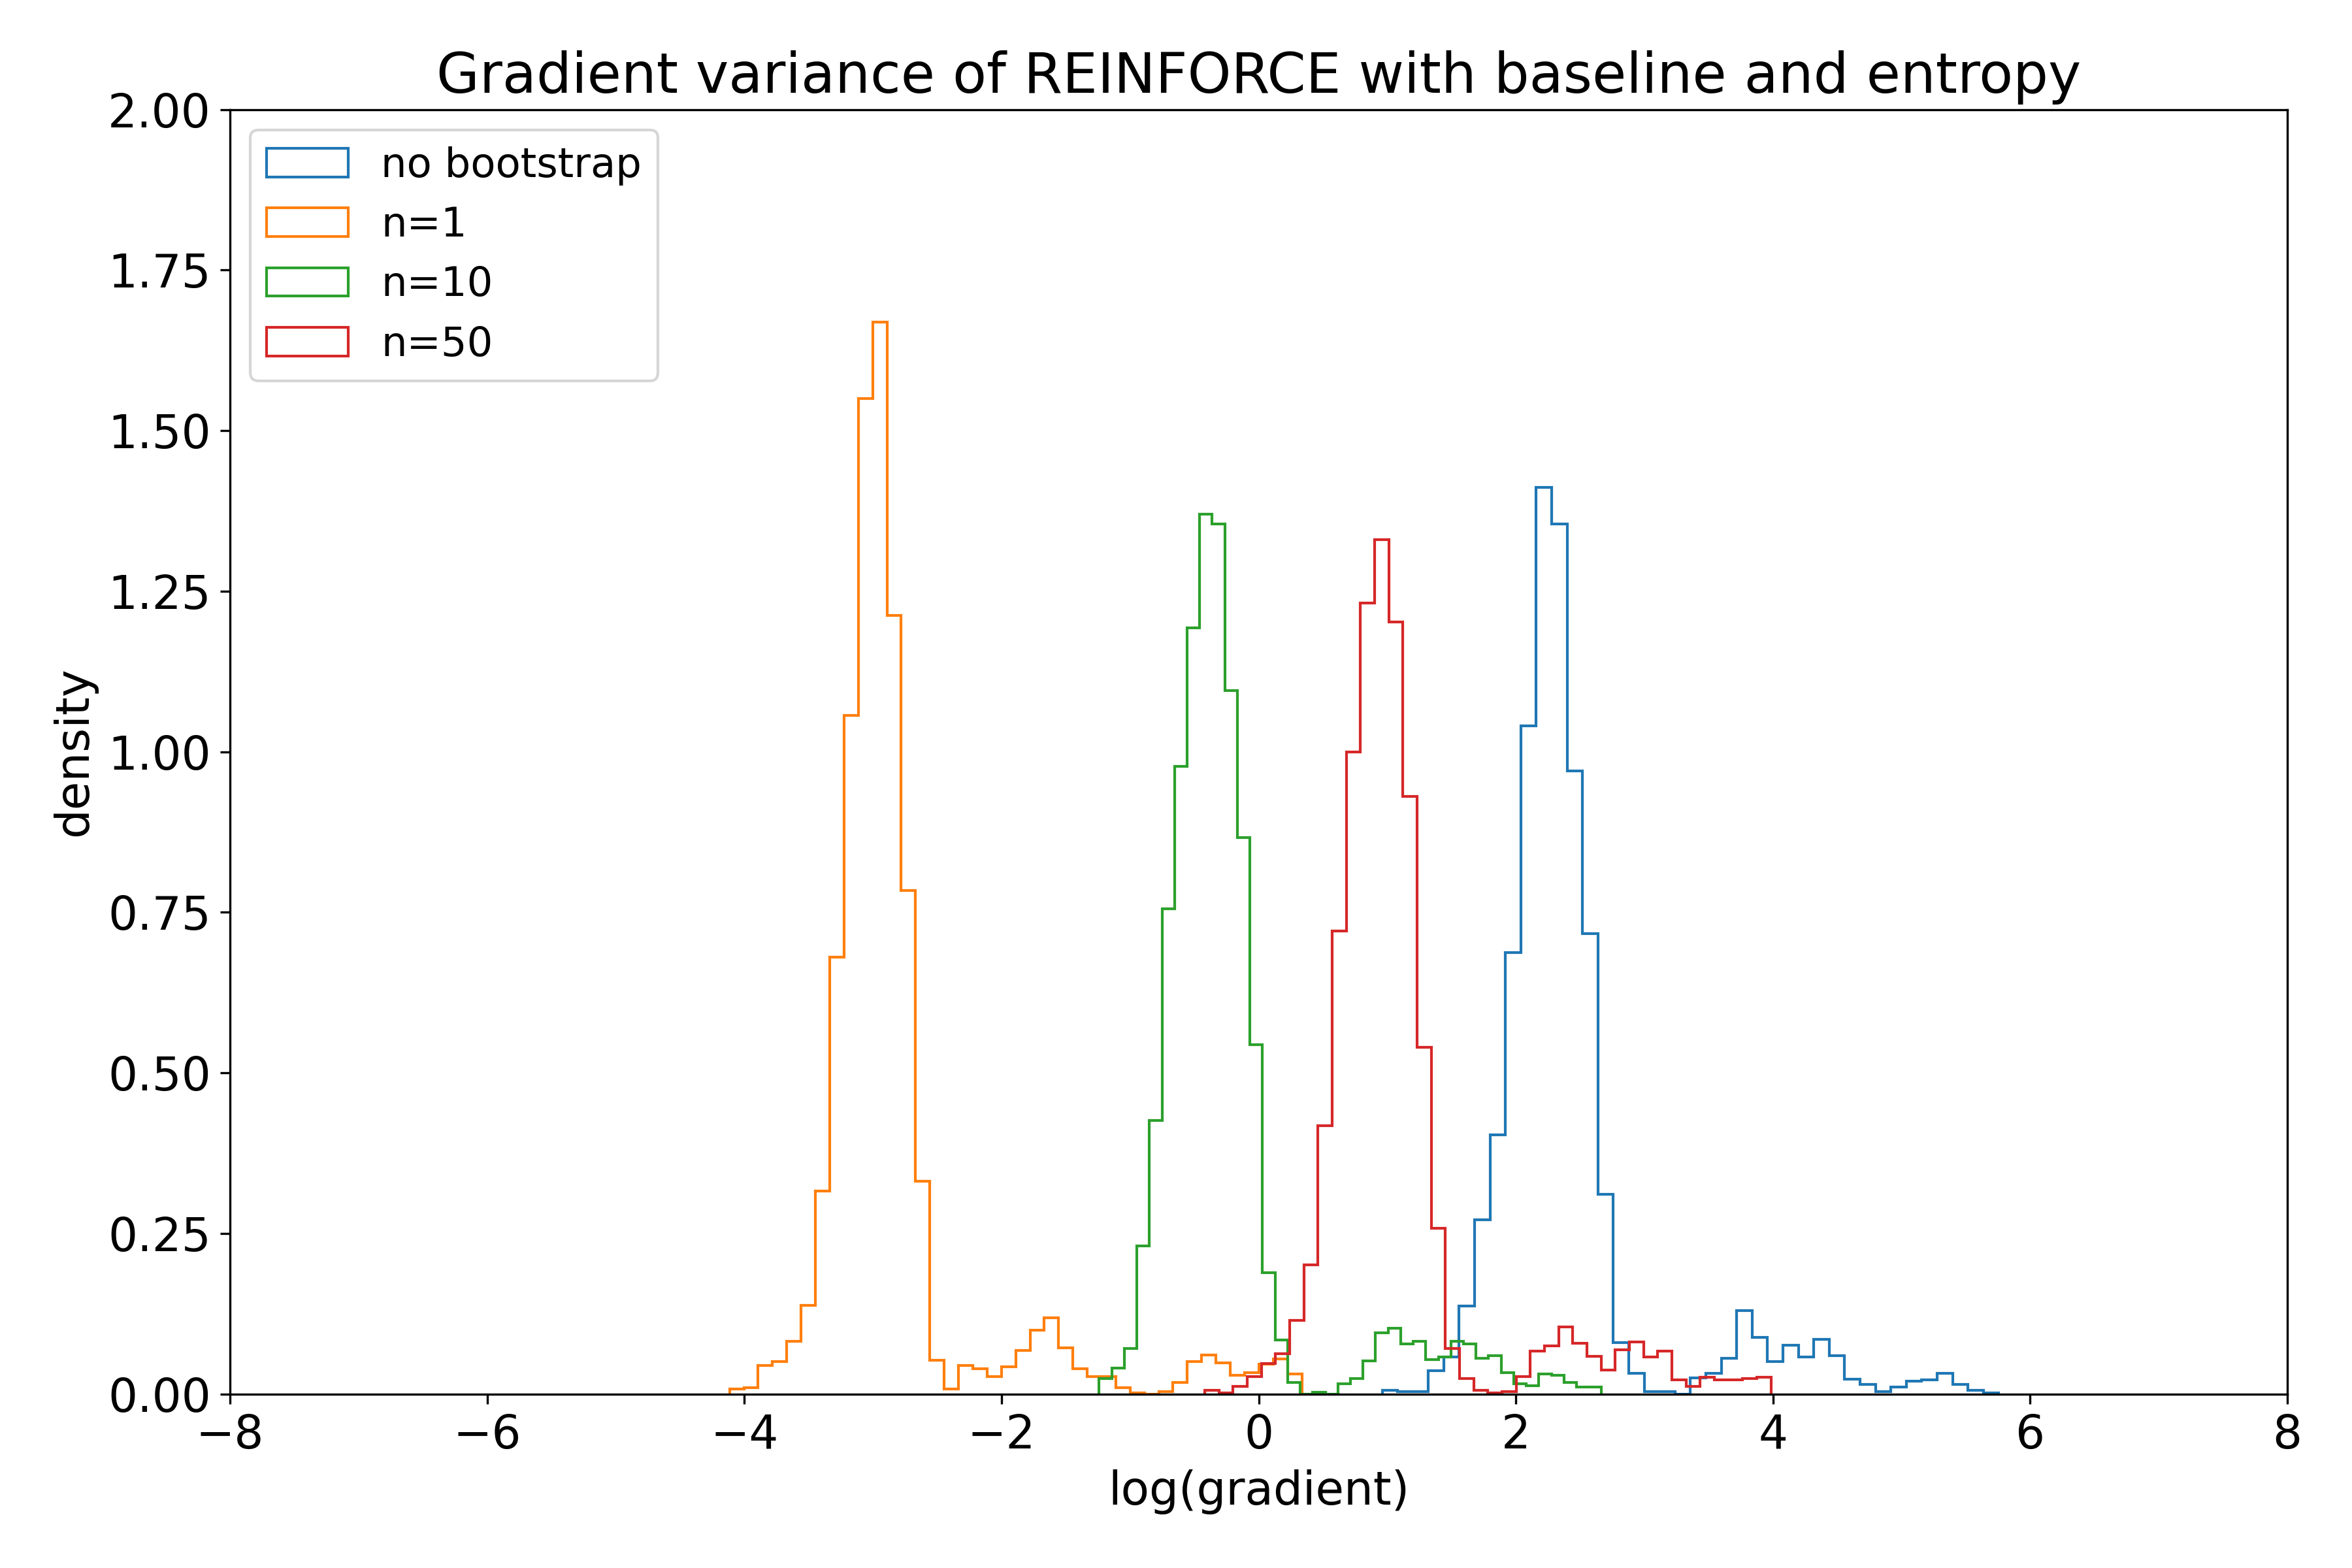 Gradient variance of REINFORCE with baseline and entropy
2.00
1.75
1.50
1.25
1.00
0.75
0.50
0.25
0.00
density
no bootstrap
n=1
n=10
n=50
−8 −6 −4 −2 0 2 4 6 8
log(gradient)